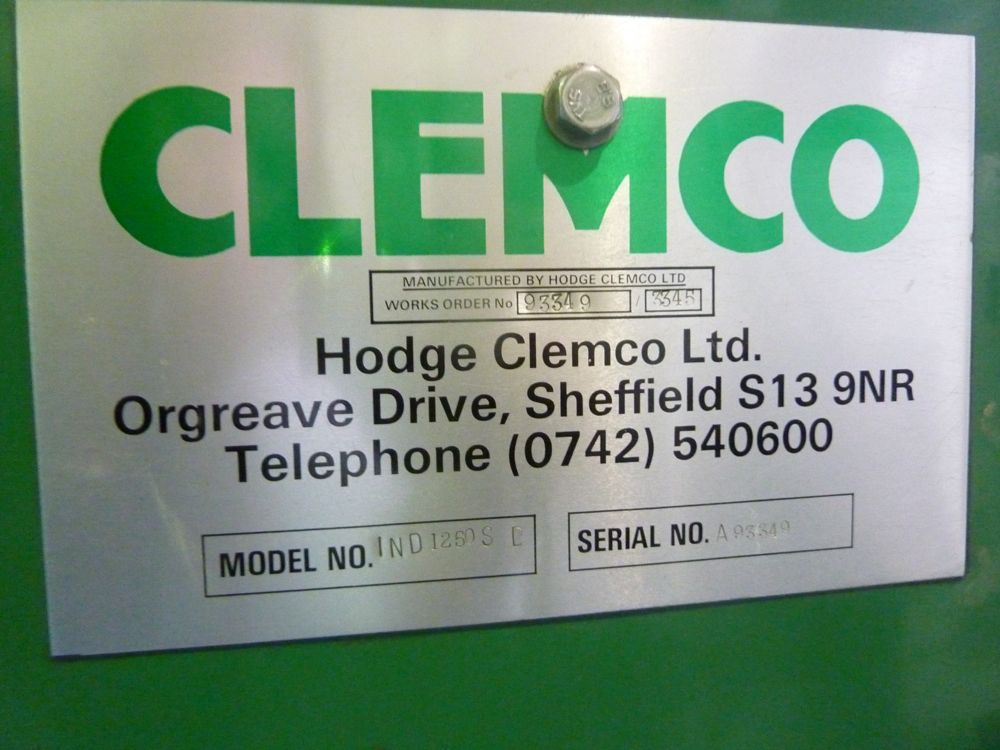 CLEMCO
MANUFACTURED BY HODGE CLEMCO LTD
WORKS ORDER No 93349 / 3345
Hodge Clemco Ltd.
Orgreave Drive, Sheffield S13 9NR
Telephone (0742) 540600
MODEL NO. IND 1250 S
SERIAL NO. A 93349